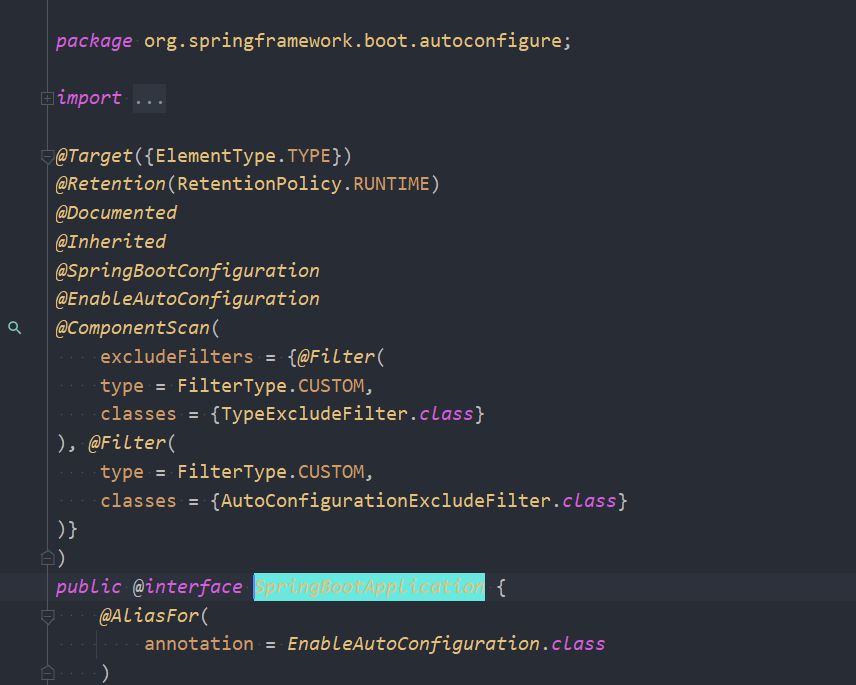 package org.springframework.boot.autoconfigure;
import ...
@Target({ElementType.TYPE})
@Retention(RetentionPolicy.RUNTIME)
@Documented
@Inherited
@SpringBootConfiguration
@EnableAutoConfiguration
@ComponentScan(
    excludeFilters = {@Filter(
    type = FilterType.CUSTOM,
    classes = {TypeExcludeFilter.class}
), @Filter(
    type = FilterType.CUSTOM,
    classes = {AutoConfigurationExcludeFilter.class}
)}
)
public @interface SpringBootApplication {
    @AliasFor(
        annotation = EnableAutoConfiguration.class
    )